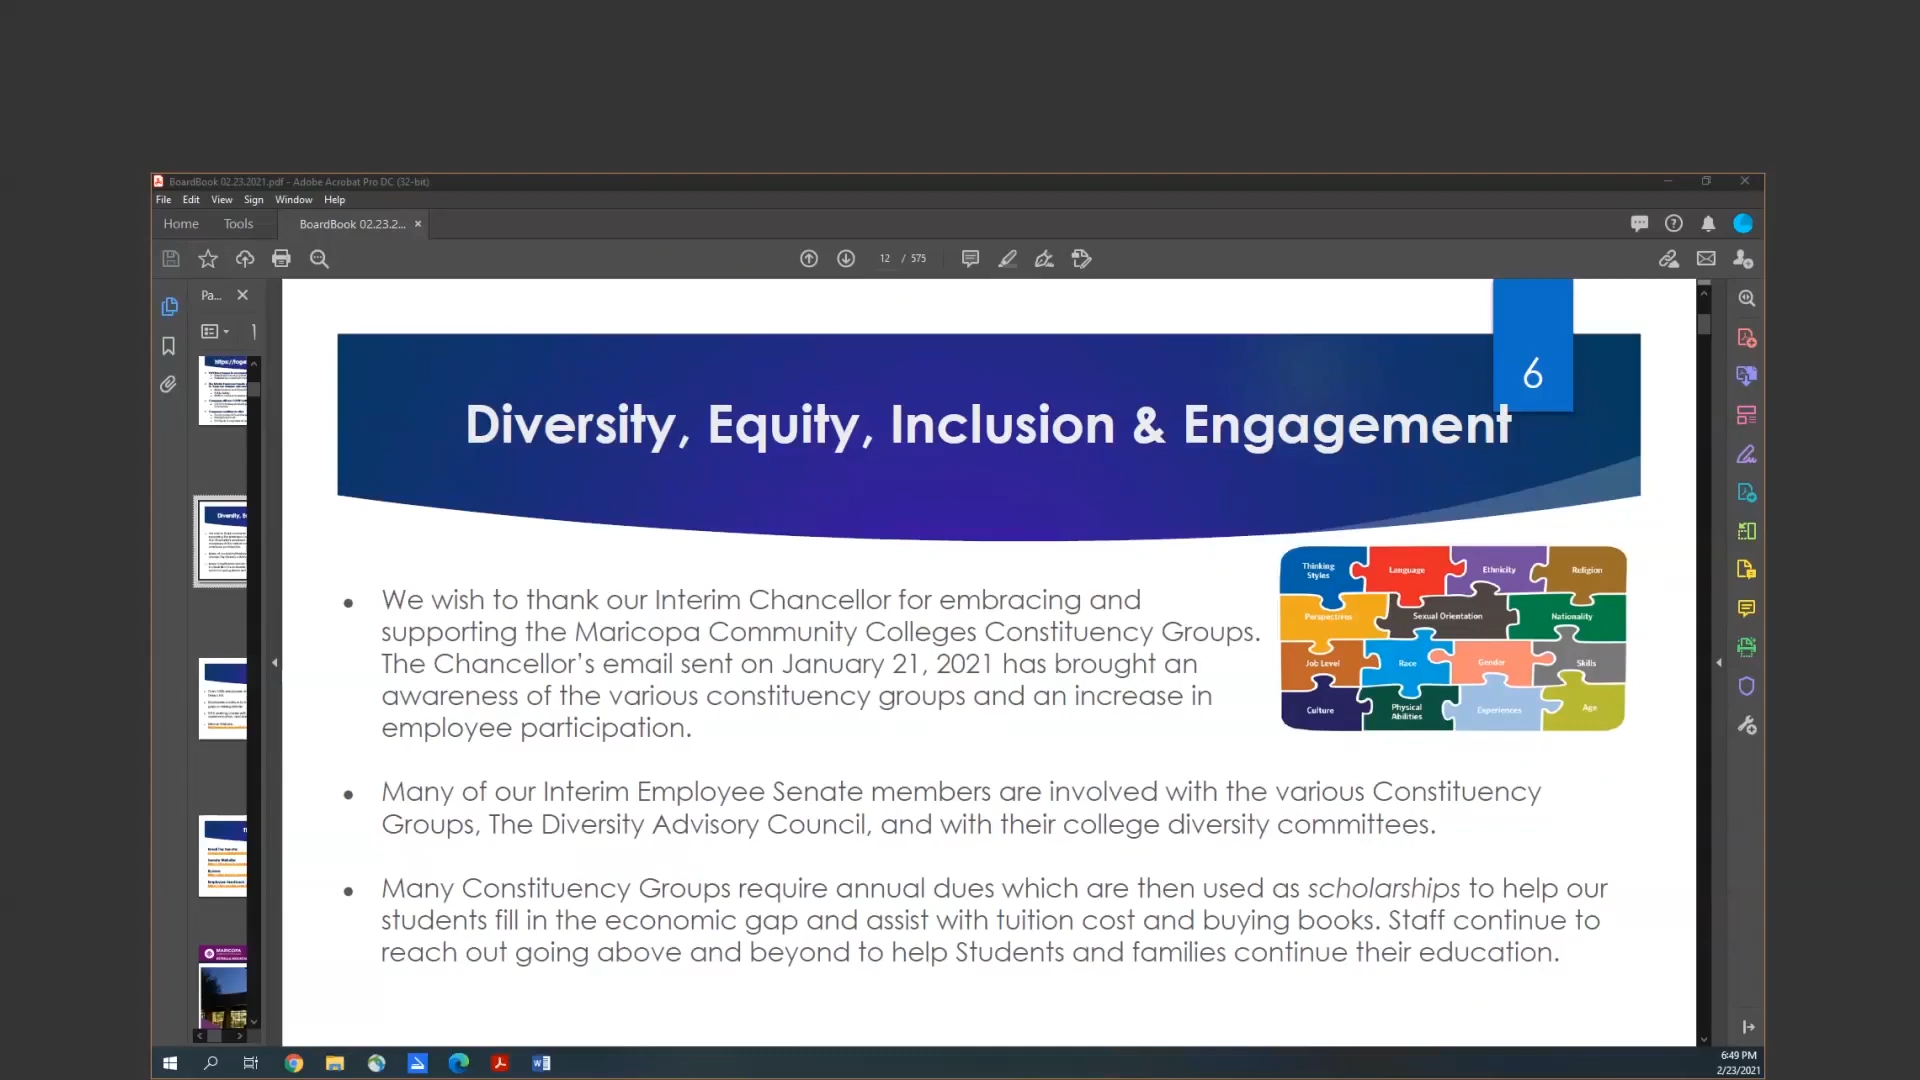 BoardBook 02.23.2021.pdf - Adobe Acrobat Pro DC (32-bit)
File Edit View Sign Window Help
Home Tools BoardBook 02.23.2...
12 / 575
Pa...
6
Diversity, Equity, Inclusion & Engagement
We wish to thank our Interim Chancellor for embracing and
supporting the Maricopa Community Colleges Constituency Groups.
The Chancellor's email sent on January 21, 2021 has brought an
awareness of the various constituency groups and an increase in
employee participation.
Thinking
Styles
Language
Ethnicity
Religion
Perspectives
Sexual Orientation
Nationality
Job Level
Race
Gender
Skills
Culture
Physical
Abilities
Experiences
Age
Many of our Interim Employee Senate members are involved with the various Constituency
Groups, The Diversity Advisory Council, and with their college diversity committees.
Many Constituency Groups require annual dues which are then used as scholarships to help our
students fill in the economic gap and assist with tuition cost and buying books. Staff continue to
reach out going above and beyond to help Students and families continue their education.
MARICOPA
6:49 PM
2/23/2021